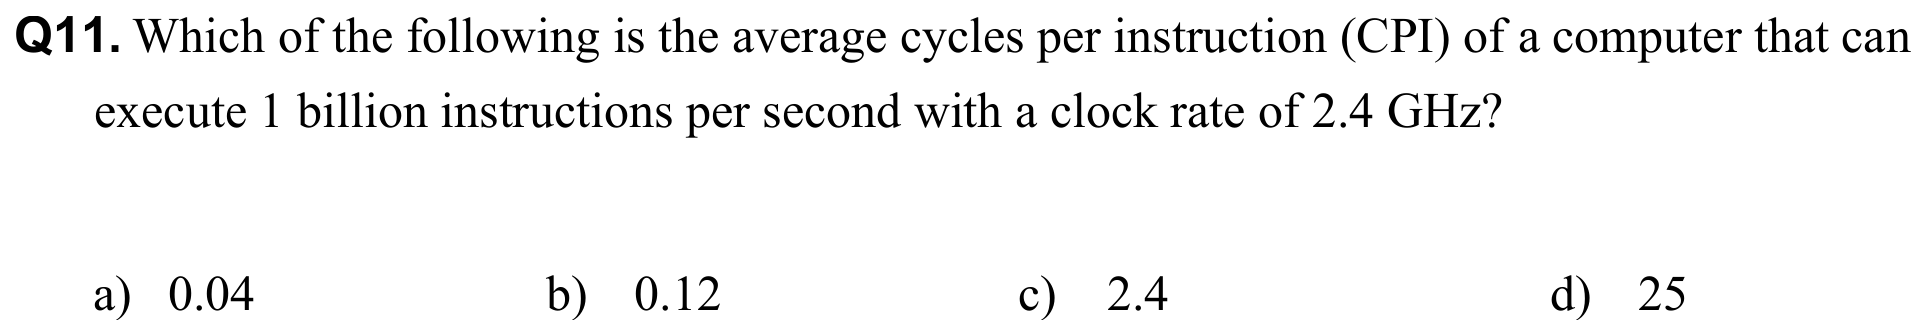 Q11. Which of the following is the average cycles per instruction (CPI) of a computer that can
execute 1 billion instructions per second with a clock rate of 2.4 GHz?
a) 0.04 b) 0.12 c) 2.4 d) 25